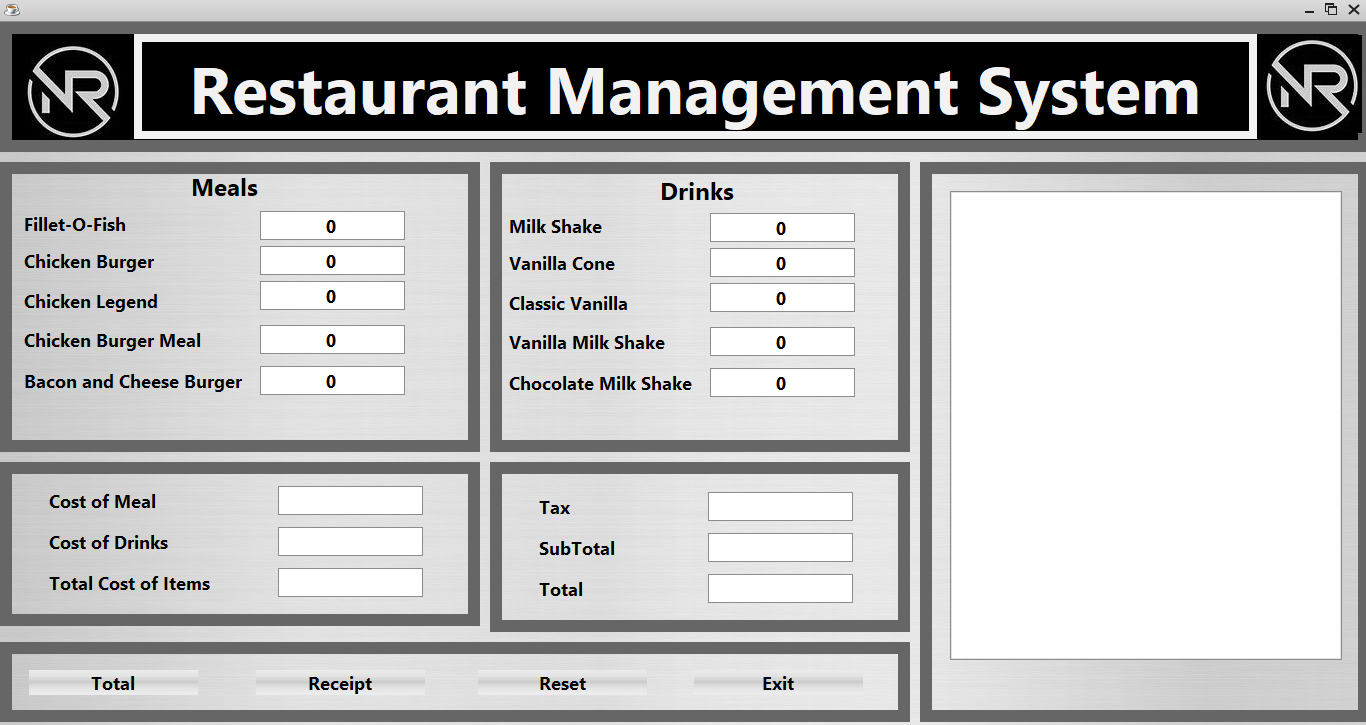 NR
Restaurant Management System
NR
Meals
Fillet-O-Fish 0
Chicken Burger 0
Chicken Legend 0
Chicken Burger Meal 0
Bacon and Cheese Burger 0
Drinks
Milk Shake 0
Vanilla Cone 0
Classic Vanilla 0
Vanilla Milk Shake 0
Chocolate Milk Shake 0
Cost of Meal
Cost of Drinks
Total Cost of Items
Tax
SubTotal
Total
Total Receipt Reset Exit